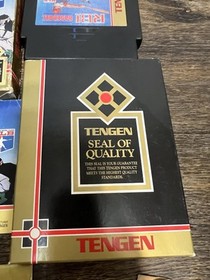 TENGEN
TENGEN
SEAL OF
QUALITY
THIS SEAL IS YOUR GUARANTEE
THAT THIS TENGEN PRODUCT
MEETS THE HIGHEST QUALITY
STANDARDS.
TENGEN